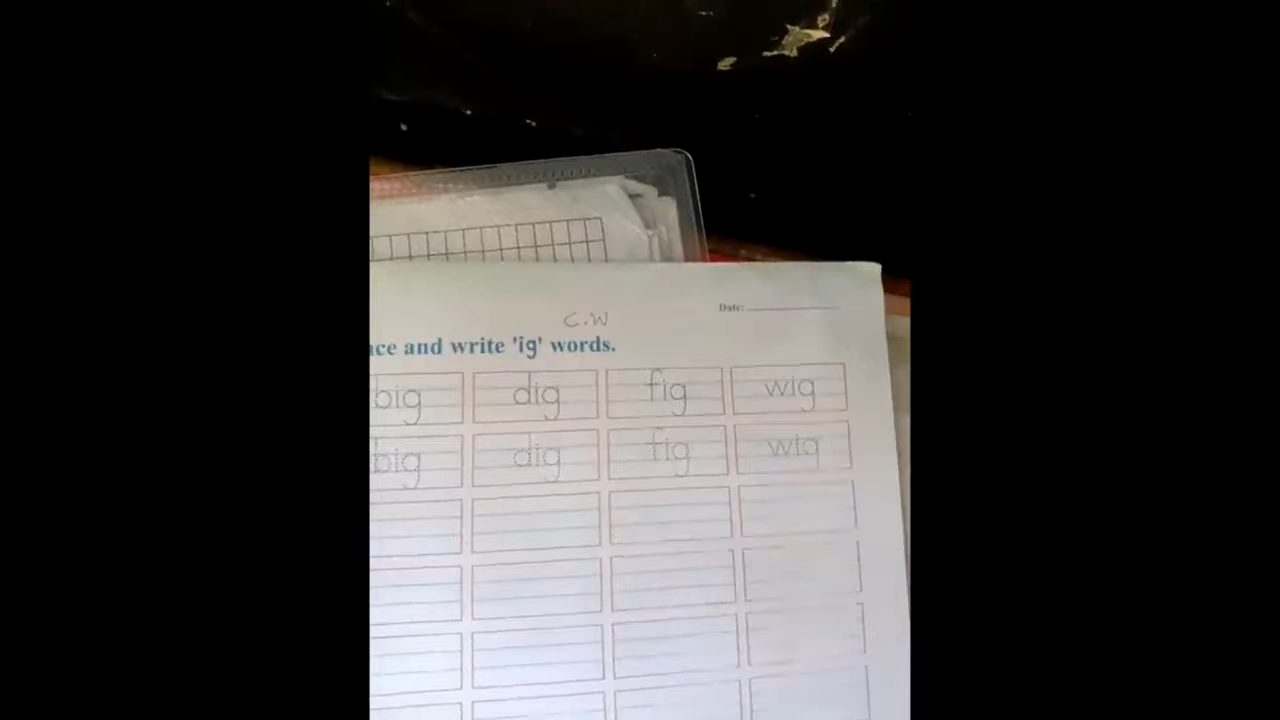 Date:
C.W
ace and write 'ig' words.
big dig fig wig
big dig fig wig